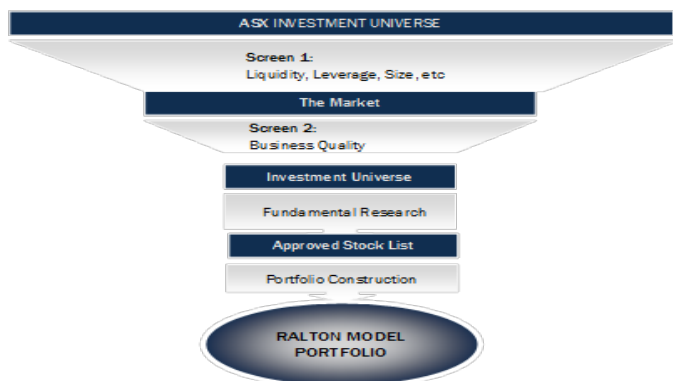 ASX INVESTMENT UNIVERSE
Screen 1:
Liquidity, Leverage, Size, etc
The Market
Screen 2:
Business Quality
Investment Universe
Fundamental Research
Approved Stock List
Portfolio Construction
RALTON MODEL
PORTFOLIO